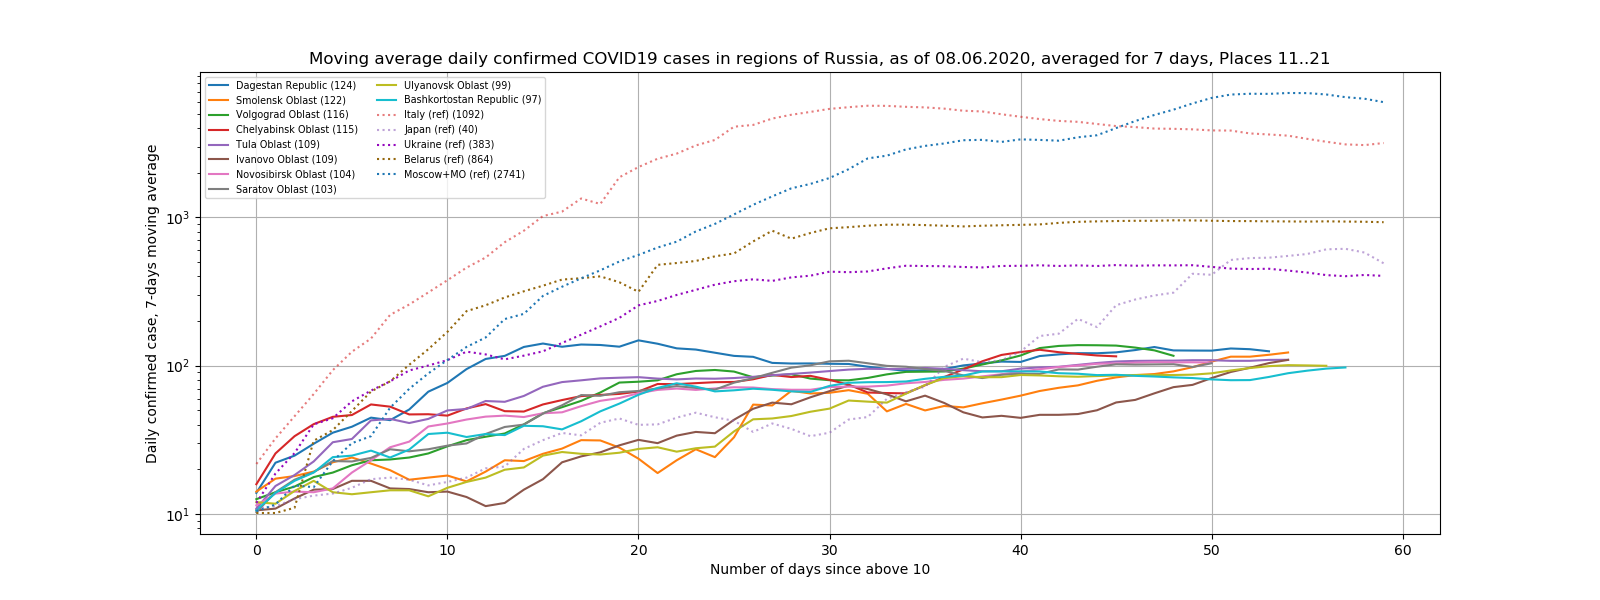 Moving average daily confirmed COVID19 cases in regions of Russia, as of 08.06.2020, averaged for 7 days, Places 11..21
Dagestan Republic (124)
Smolensk Oblast (122)
Volgograd Oblast (116)
Chelyabinsk Oblast (115)
Tula Oblast (109)
Ivanovo Oblast (109)
Novosibirsk Oblast (104)
Saratov Oblast (103)
Ulyanovsk Oblast (99)
Bashkortostan Republic (97)
Italy (ref) (1092)
Japan (ref) (40)
Ukraine (ref) (383)
Belarus (ref) (864)
Moscow+MO (ref) (2741)
Daily confirmed case, 7-days moving average
10³
10²
10¹
0 10 20 30 40 50 60
Number of days since above 10